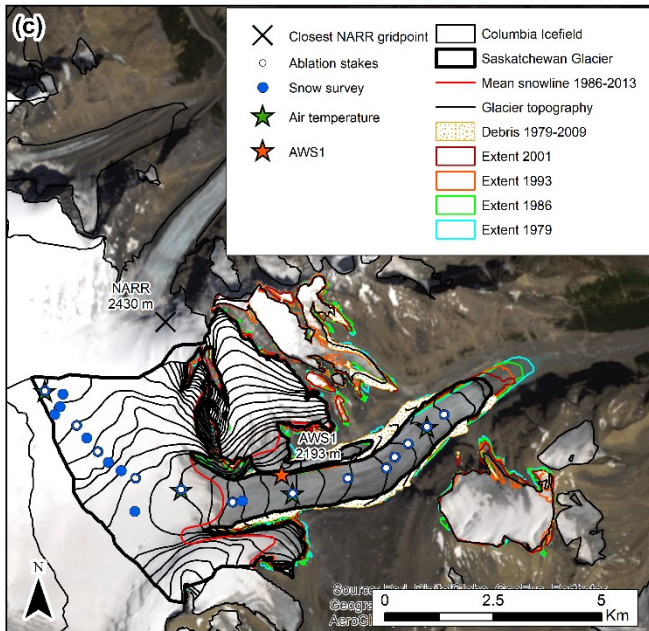 (c)
Closest NARR gridpoint
Ablation stakes
Snow survey
Air temperature
AWS1
Columbia Icefield
Saskatchewan Glacier
Mean snowline 1986-2013
Glacier topography
Debris 1979-2009
Extent 2001
Extent 1993
Extent 1986
Extent 1979
NARR
2430 m
AWS1
2193 m
N
0 2.5 5
Km